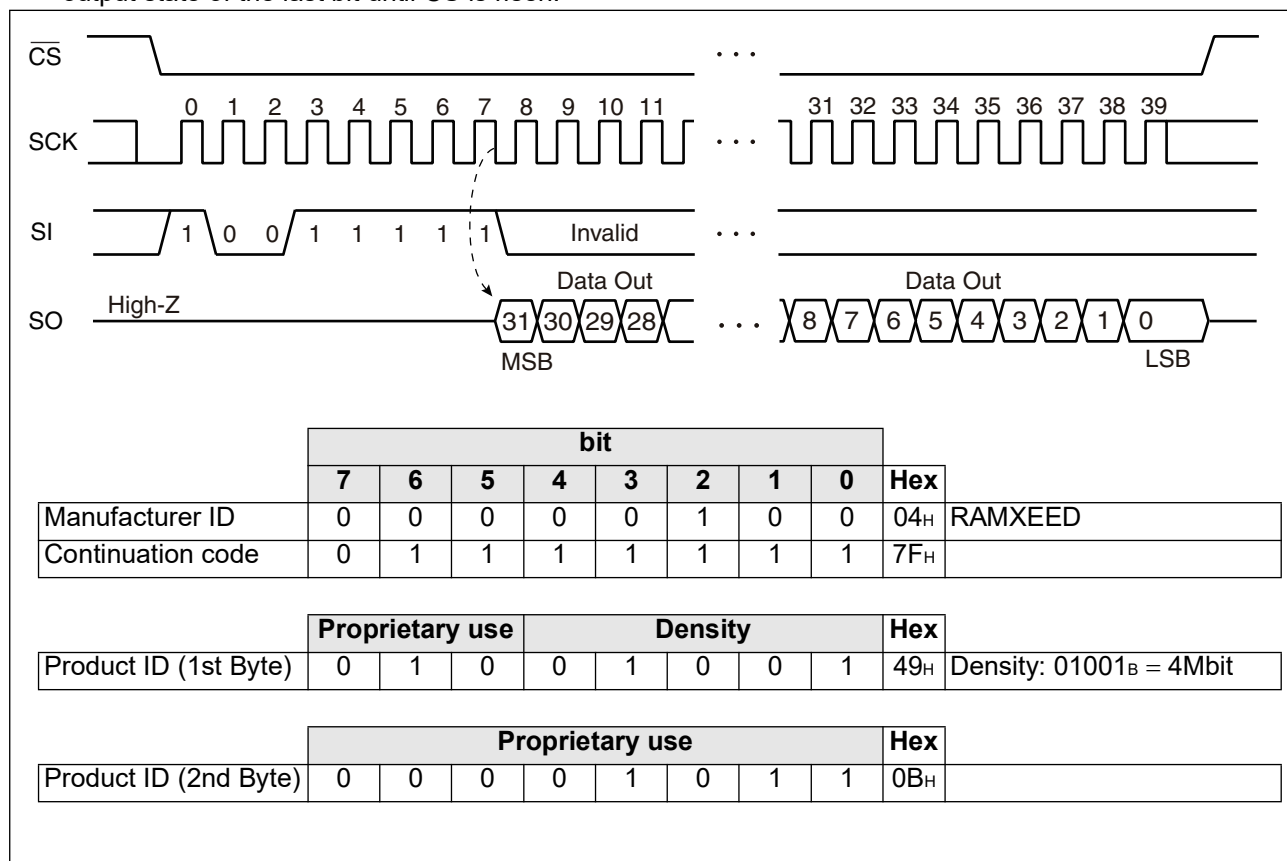 CS
0 1 2 3 4 5 6 7 8 9 10 11 31 32 33 34 35 36 37 38 39
SCK
SI 1 0 0 1 1 1 1 1 Invalid
Data Out Data Out
High-Z
SO 31 30 29 28 8 7 6 5 4 3 2 1 0
MSB LSB
bit
7 6 5 4 3 2 1 0 Hex
Manufacturer ID 0 0 0 0 0 1 0 0 04H RAMXEED
Continuation code 0 1 1 1 1 1 1 1 7FH
Proprietary use Density Hex
Product ID (1st Byte) 0 1 0 0 1 0 0 1 49H Density: 01001B = 4Mbit
Proprietary use Hex
Product ID (2nd Byte) 0 0 0 0 1 0 1 1 0BH